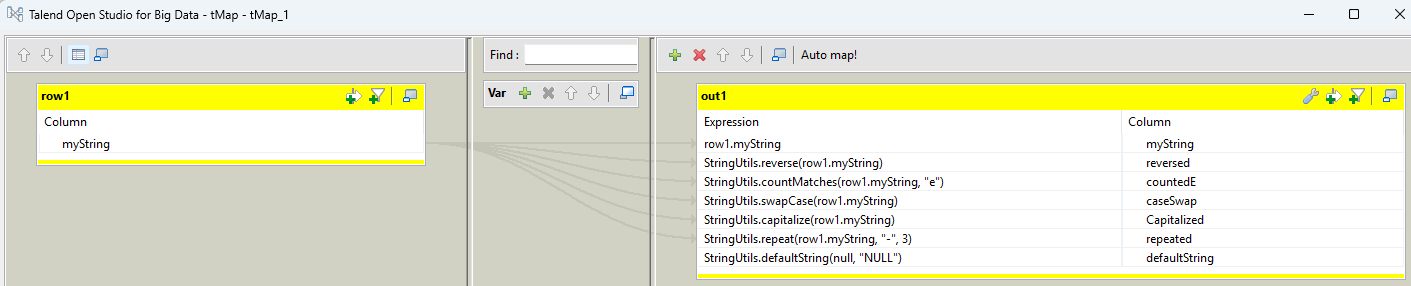 Talend Open Studio for Big Data - tMap - tMap_1
Find :
Auto map!
row1
Var
out1
Column
Expression Column
myString
row1.myString myString
StringUtils.reverse(row1.myString) reversed
StringUtils.countMatches(row1.myString, "e") countedE
StringUtils.swapCase(row1.myString) caseSwap
StringUtils.capitalize(row1.myString) Capitalized
StringUtils.repeat(row1.myString, "-", 3) repeated
StringUtils.defaultString(null, "NULL") defaultString